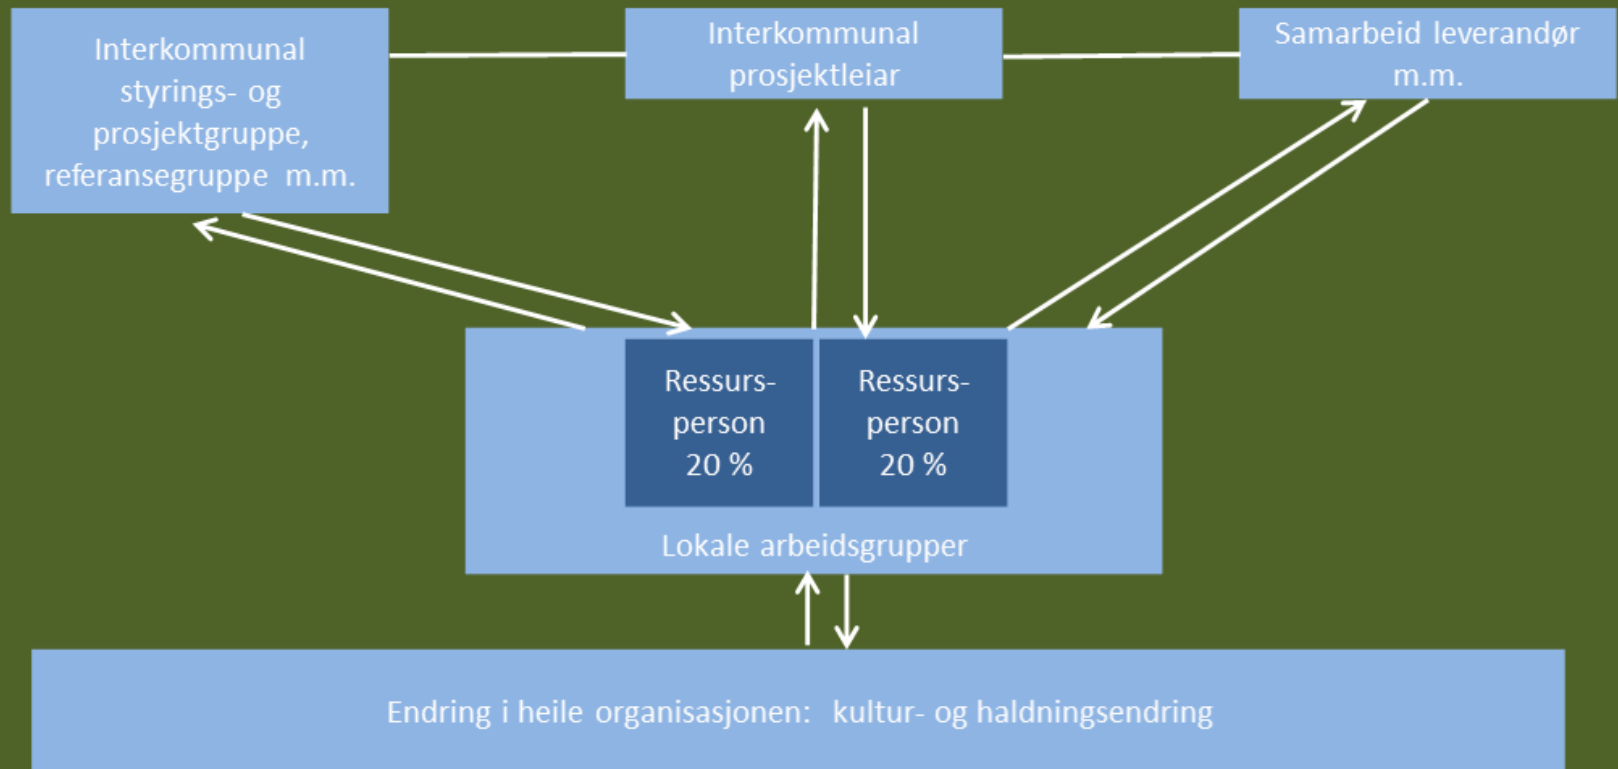 Interkommunal
styrings- og
prosjektgruppe,
referansegruppe m.m.
Interkommunal
prosjektleiar
Samarbeid leverandør
m.m.
Ressurs-
person
20 %
Ressurs-
person
20 %
Lokale arbeidsgrupper
Endring i heile organisasjonen: kultur- og haldningsendring